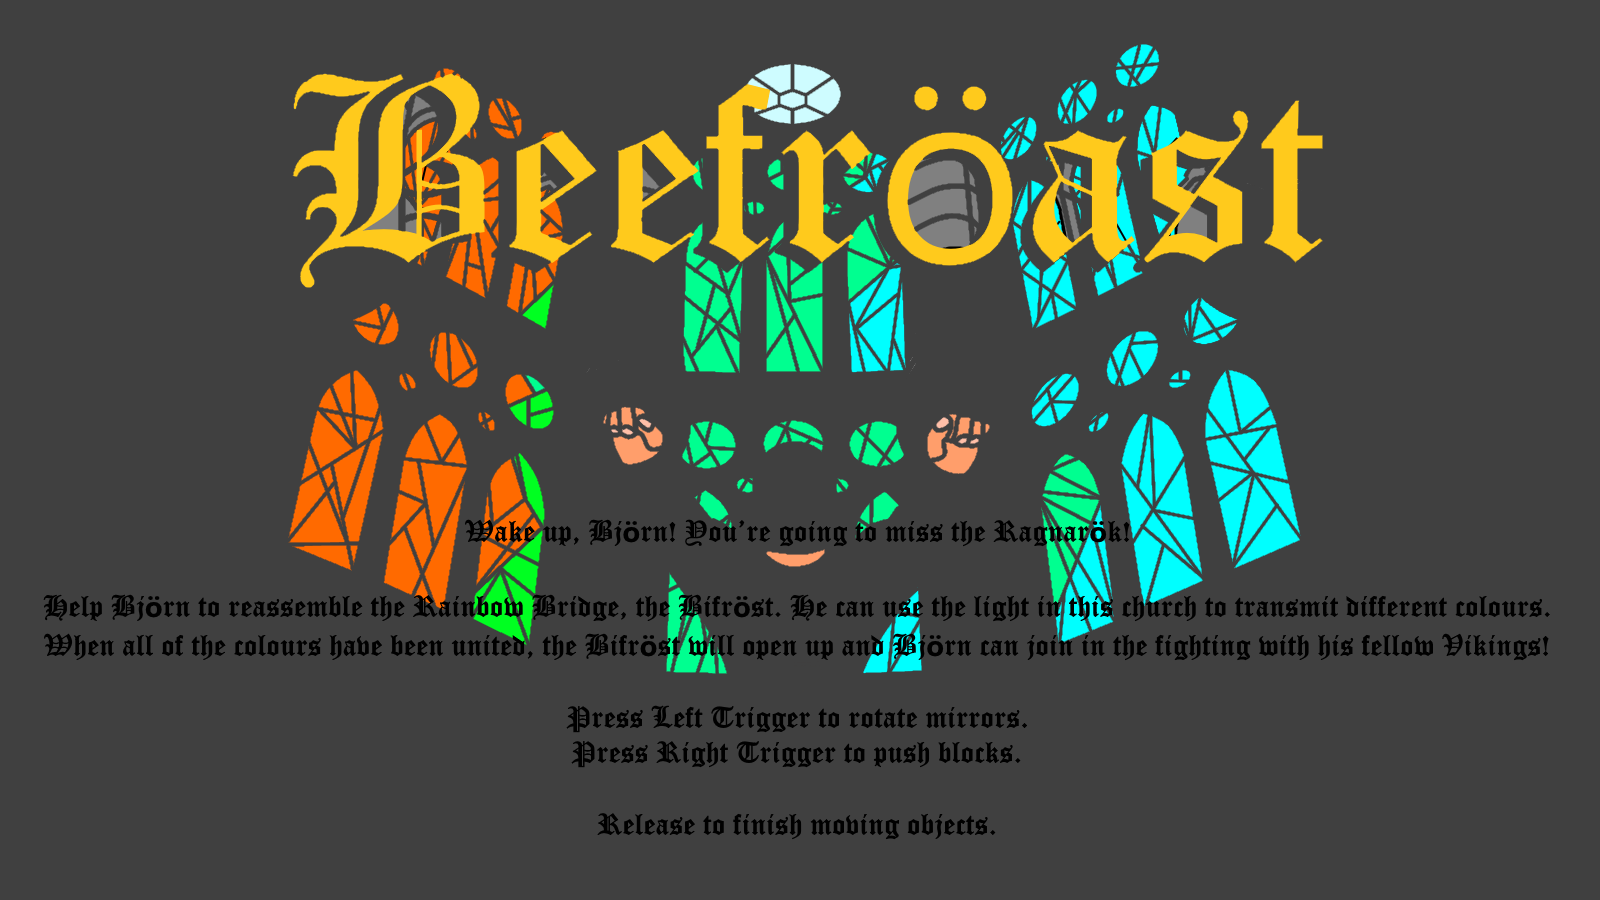 Beefröast
Wake up, Björn! You're going to miss the Ragnarök!
Help Björn to reassemble the Rainbow Bridge, the Bifröst. He can use the light in this church to transmit different colours.
When all of the colours have been united, the Bifröst will open up and Björn can join in the fighting with his fellow Vikings!
Press Left Trigger to rotate mirrors.
Press Right Trigger to push blocks.
Release to finish moving objects.